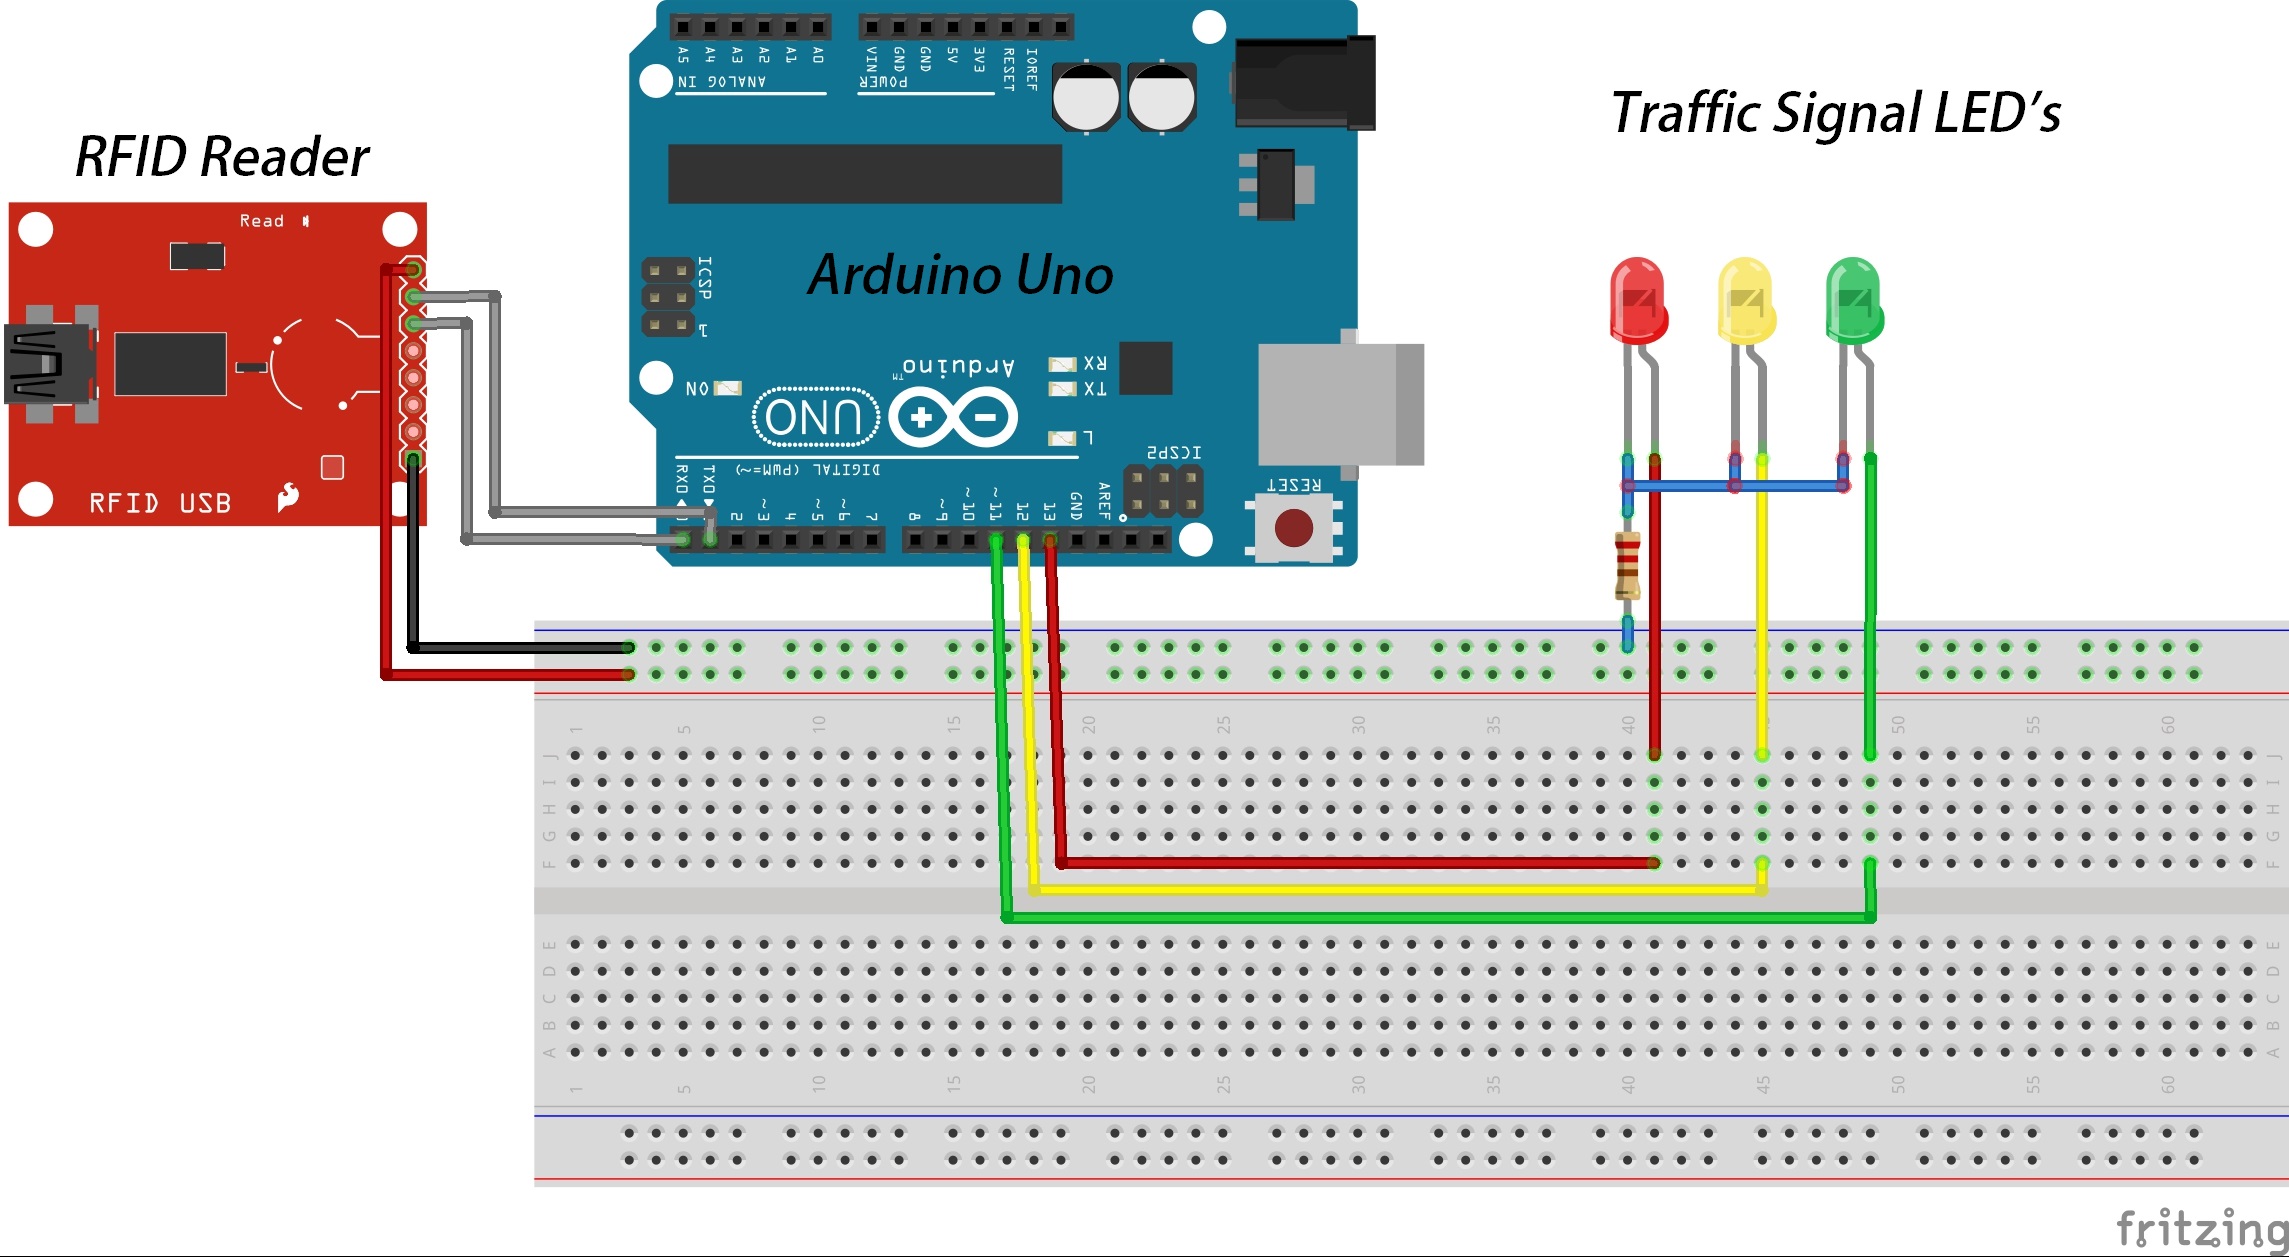 RFID Reader
Traffic Signal LED's
Read
RFID USB
A5 A4 A3 A2 A1 A0
ANALOG IN
VIN GND GND 5V 3V3 RESET IOREF
POWER
ICSP
1
Arduino Uno
Arduino™
RX
TX
ON
UNO
L
ICSP2
DIGITAL (PWM=~)
RX0 TX0 2 ~3 4 ~5 ~6 7 8 ~9 ~10 ~11 12 13 GND AREF
RESET
1 5 10 15 20 25 30 35 40 50 55 60
J J
I I
H H
G G
F F
E E
D D
C C
B B
A A
1 5 10 15 20 25 30 35 40 45 50 55 60
fritzing